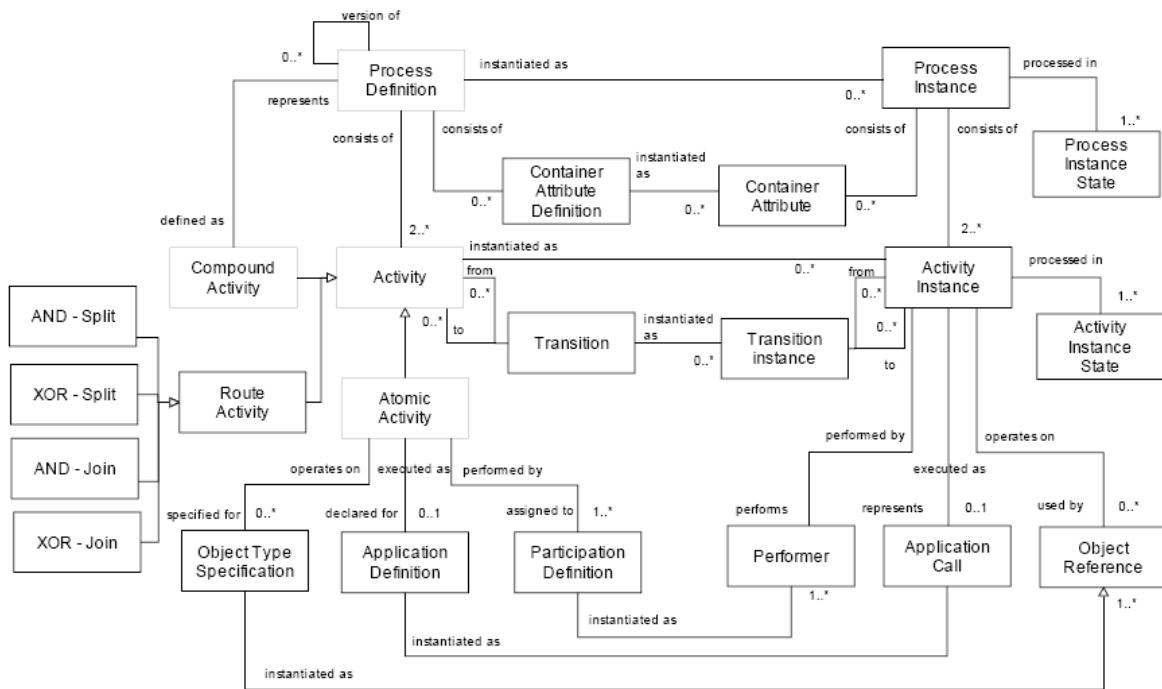 version of
0..*
Process
Definition
instantiated as
0..*
Process
Instance
processed in
1..*
Process
Instance
State
represents
consists of
consists of
consists of
consists of
Container
Attribute
Definition
0..*
instantiated
as
0..*
Container
Attribute
0..*
defined as
2..*
2..*
Compound
Activity
Activity
instantiated as
0..*
Activity
Instance
processed in
1..*
Activity
Instance
State
from
0..*
0..*
to
Transition
instantiated
as
0..*
Transition
instance
from
0..*
0..*
to
AND - Split
XOR - Split
AND - Join
XOR - Join
Route
Activity
Atomic
Activity
operates on
executed as
performed by
specified for
0..*
declared for
0..1
assigned to
1..*
Object Type
Specification
Application
Definition
Participation
Definition
performed by
executed as
operates on
performs
represents
0..1
used by
0..*
Performer
1..*
Application
Call
Object
Reference
1..*
instantiated as
instantiated as
instantiated as